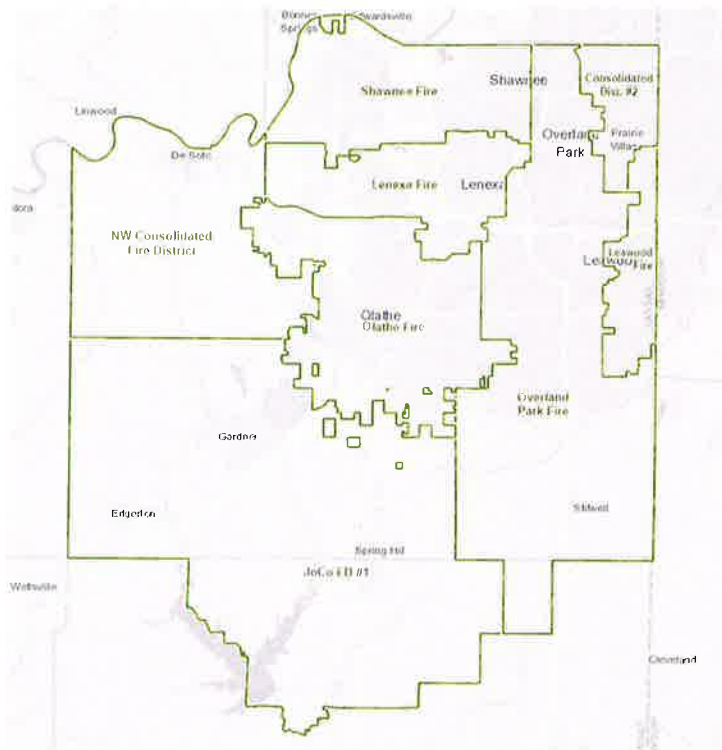 Bonner
Springs
Edwardsville
Shawnee
Shawnee Fire
Consolidated
Dist. #2
Linwood
Overland
Park
Prairie
Village
De Soto
Lenexa Fire
Lenexa
dora
NW Consolidated
Fire District
Leawood
Fire
Leawood
Olathe
Olathe Fire
Overland
Park Fire
Gardner
Edgerton
Stilwell
Spring Hill
JoCo FD #1
Wellsville
Cleveland